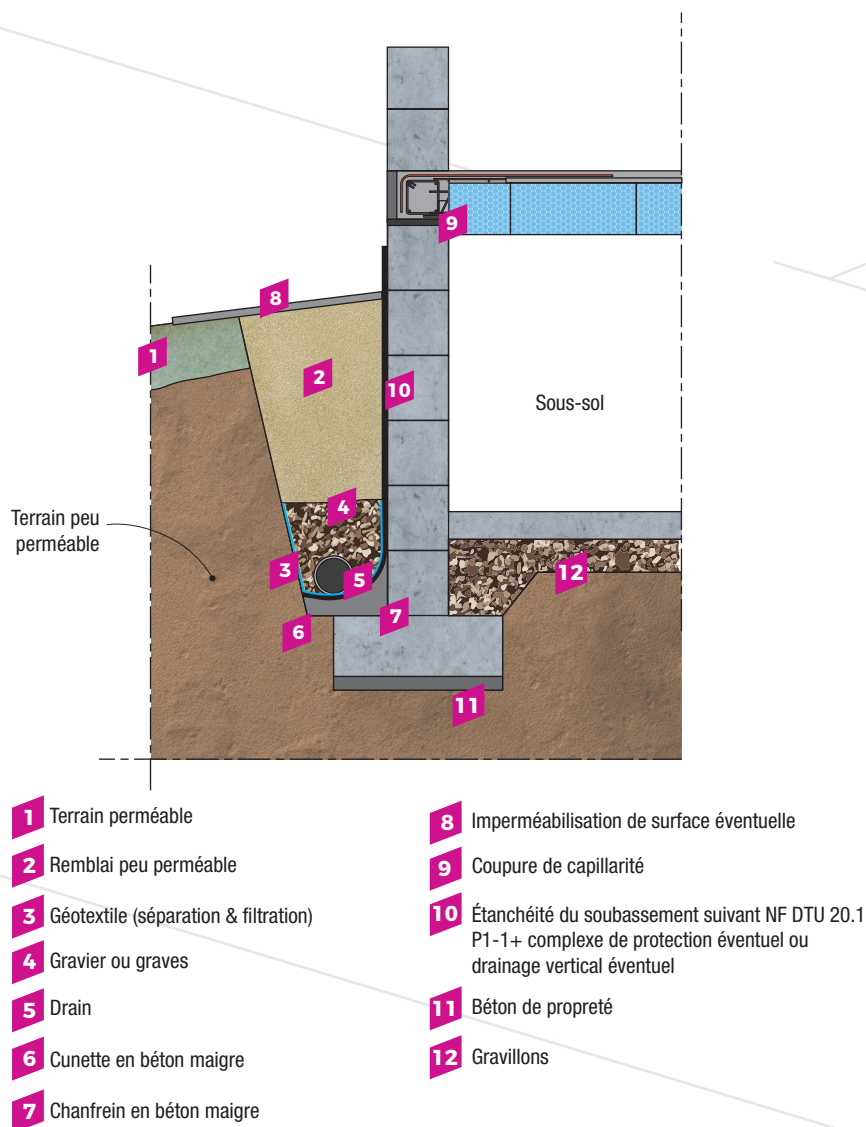 9
8
1
2
10
Sous-sol
4
Terrain peu
perméable
3
5
12
7
6
11
1 Terrain perméable
2 Remblai peu perméable
3 Géotextile (séparation & filtration)
4 Gravier ou graves
5 Drain
6 Cunette en béton maigre
7 Chanfrein en béton maigre
8 Imperméabilisation de surface éventuelle
9 Coupure de capillarité
10 Étanchéité du soubassement suivant NF DTU 20.1
P1-1+ complexe de protection éventuel ou
drainage vertical éventuel
11 Béton de propreté
12 Gravillons